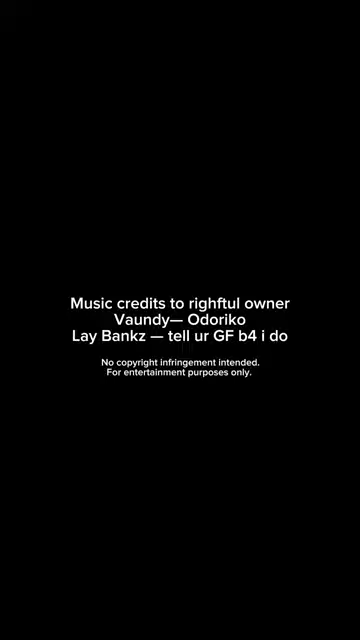 Music credits to righftul owner
Vaundy— Odoriko
Lay Bankz — tell ur GF b4 i do
No copyright infringement intended.
For entertainment purposes only.